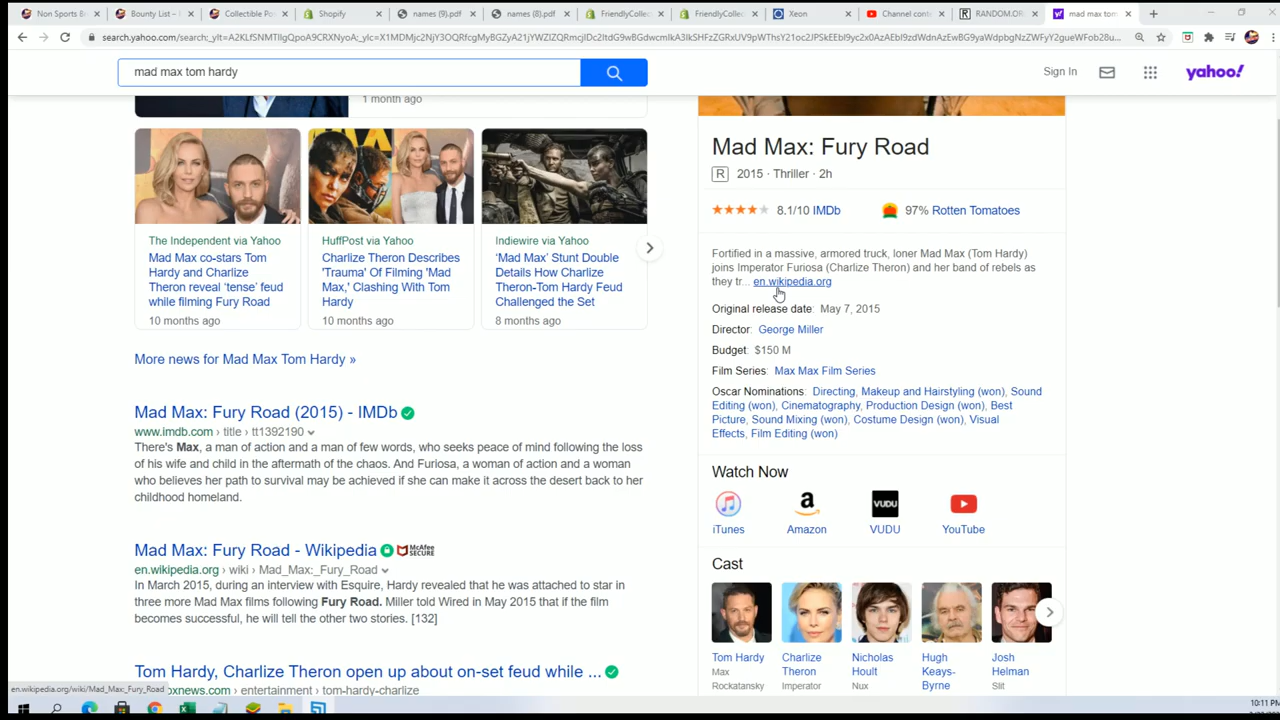 Non Sports B
Bounty List –
Collectible Po
Shopify
names (9).pdf
names (8).pdf
FriendlyCollec
FriendlyCollec
Xeon
Channel conte
RANDOM.OR
mad max tom
mad max tom hardy
Sign In
yahoo!
1 month ago
The Independent via Yahoo
Mad Max co-stars Tom
Hardy and Charlize
Theron reveal ‘tense’ feud
while filming Fury Road
10 months ago
HuffPost via Yahoo
Charlize Theron Describes
'Trauma' Of Filming 'Mad
Max,' Clashing With Tom
Hardy
10 months ago
Indiewire via Yahoo
‘Mad Max’ Stunt Double
Details How Charlize
Theron-Tom Hardy Feud
Challenged the Set
8 months ago
More news for Mad Max Tom Hardy »
Mad Max: Fury Road (2015) - IMDb
www.imdb.com › title › tt1392190
There's Max, a man of action and a man of few words, who seeks peace of mind following the loss
of his wife and child in the aftermath of the chaos. And Furiosa, a woman of action and a woman
who believes her path to survival may be achieved if she can make it across the desert back to her
childhood homeland.
Mad Max: Fury Road - Wikipedia
McAfee
SECURE
en.wikipedia.org › wiki › Mad_Max:_Fury_Road
In March 2015, during an interview with Esquire, Hardy revealed that he was attached to star in
three more Mad Max films following Fury Road. Miller told Wired in May 2015 that if the film
becomes successful, he will tell the other two stories. [132]
Tom Hardy, Charlize Theron open up about on-set feud while ...
oxnews.com › entertainment › tom-hardy-charlize
en.wikipedia.org/wiki/Mad_Max:_Fury_Road
Mad Max: Fury Road
R 2015 · Thriller · 2h
8.1/10 IMDb
97% Rotten Tomatoes
Fortified in a massive, armored truck, loner Mad Max (Tom Hardy)
joins Imperator Furiosa (Charlize Theron) and her band of rebels as
they tr... en.wikipedia.org
Original release date: May 7, 2015
Director: George Miller
Budget: $150 M
Film Series: Max Max Film Series
Oscar Nominations: Directing, Makeup and Hairstyling (won), Sound
Editing (won), Cinematography, Production Design (won), Best
Picture, Sound Mixing (won), Costume Design (won), Visual
Effects, Film Editing (won)
Watch Now
VUDU
iTunes
Amazon
VUDU
YouTube
Cast
Tom Hardy
Max
Rockatansky
Charlize
Theron
Imperator
Nicholas
Hoult
Nux
Hugh
Keays-
Byrne
Josh
Helman
Slit
10:11 PM